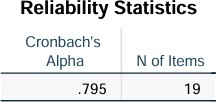 Reliability Statistics
Cronbach's
Alpha N of Items
.795 19